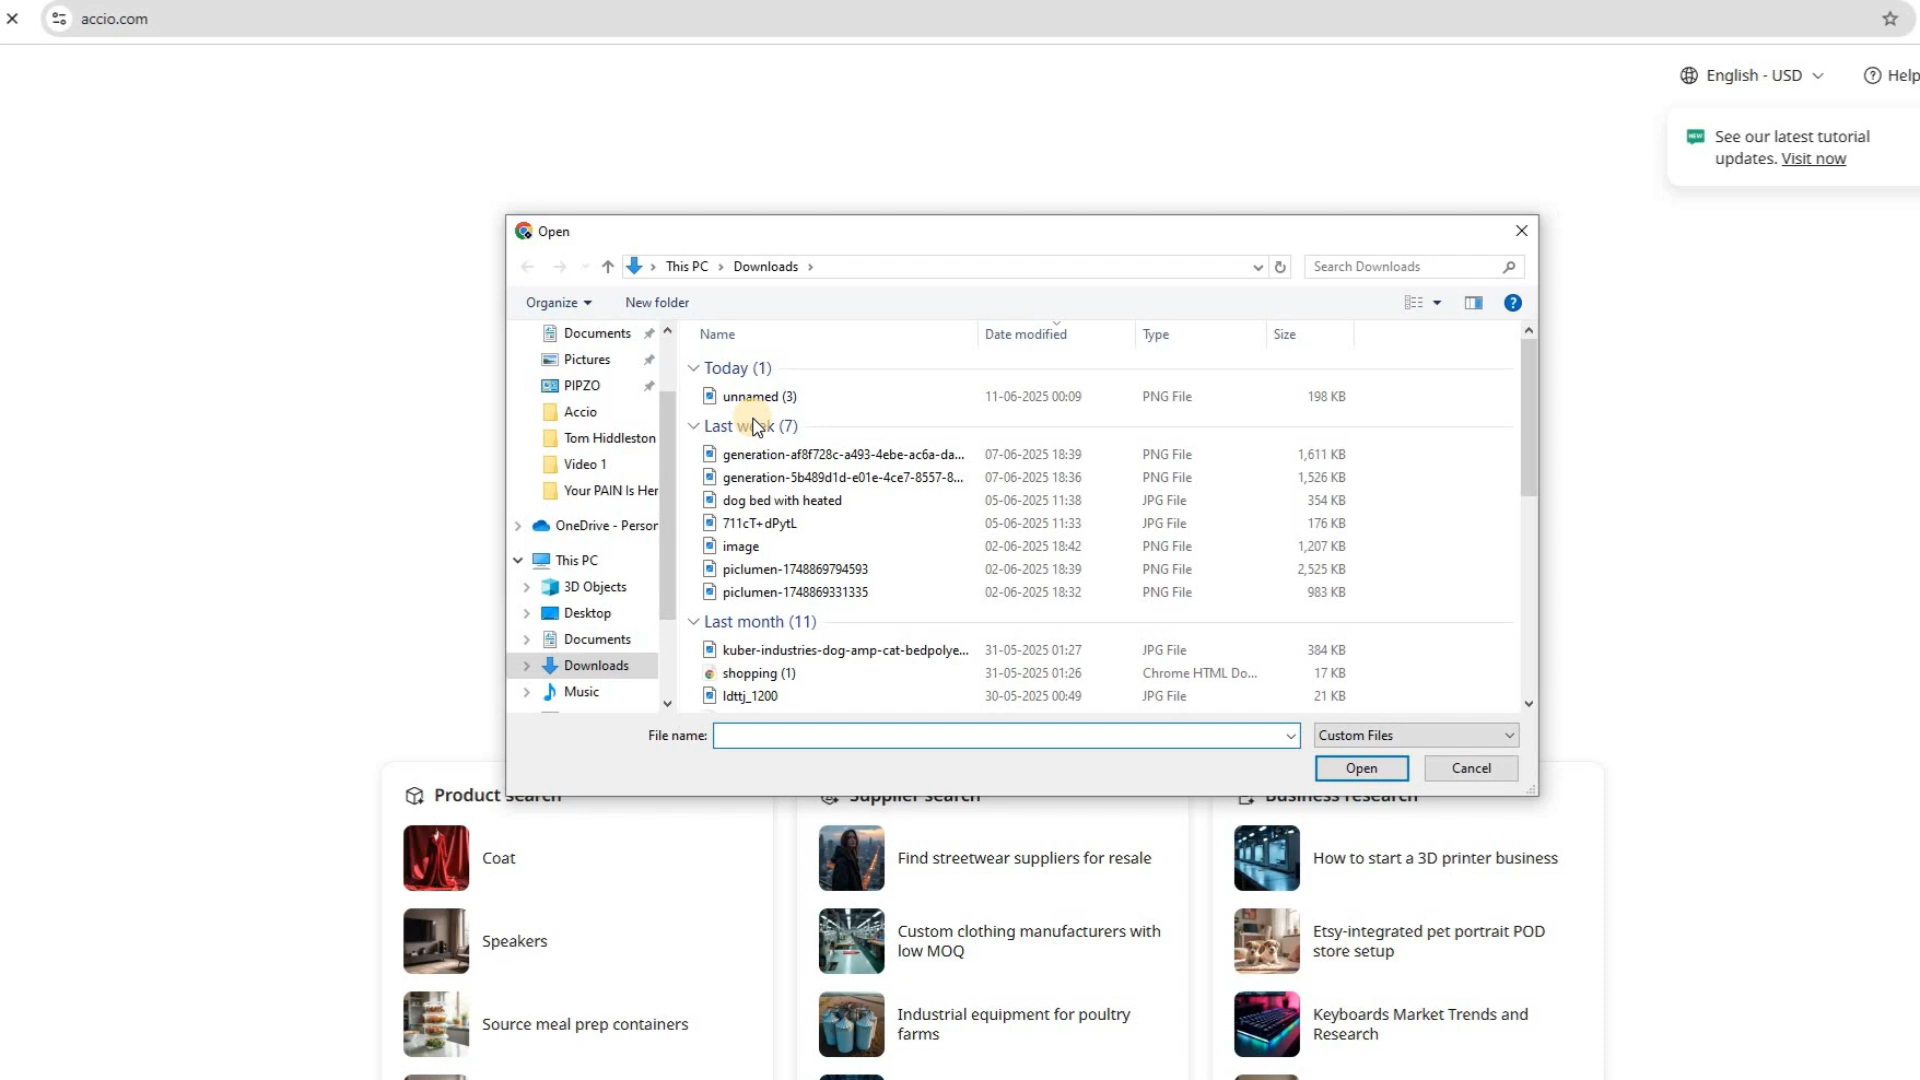 accio.com
English - USD
Help
See our latest tutorial
updates. Visit now
Open
This PC
Downloads
Search Downloads
Organize
New folder
Name
Date modified
Type
Size
Documents
Pictures
PIPZO
Accio
Tom Hiddleston
Video 1
Your PAIN Is Her
OneDrive - Person
This PC
3D Objects
Desktop
Documents
Downloads
Music
Today (1)
unnamed (3) 11-06-2025 00:09 PNG File 198 KB
Last week (7)
generation-af8f728c-a493-4ebe-ac6a-da... 07-06-2025 18:39 PNG File 1,611 KB
generation-5b489d1d-e01e-4ce7-8557-8... 07-06-2025 18:36 PNG File 1,526 KB
dog bed with heated 05-06-2025 11:38 JPG File 354 KB
711cT+dPytL 05-06-2025 11:33 JPG File 176 KB
image 02-06-2025 18:42 PNG File 1,207 KB
piclumen-1748869794593 02-06-2025 18:39 PNG File 2,525 KB
piclumen-1748869331335 02-06-2025 18:32 PNG File 983 KB
Last month (11)
kuber-industries-dog-amp-cat-bedpolye... 31-05-2025 01:27 JPG File 384 KB
shopping (1) 31-05-2025 01:26 Chrome HTML Do... 17 KB
ldttj_1200 30-05-2025 00:49 JPG File 21 KB
File name:
Custom Files
Open
Cancel
Product search
Coat
Speakers
Source meal prep containers
Supplier search
Find streetwear suppliers for resale
Custom clothing manufacturers with
low MOQ
Industrial equipment for poultry
farms
Business research
How to start a 3D printer business
Etsy-integrated pet portrait POD
store setup
Keyboards Market Trends and
Research